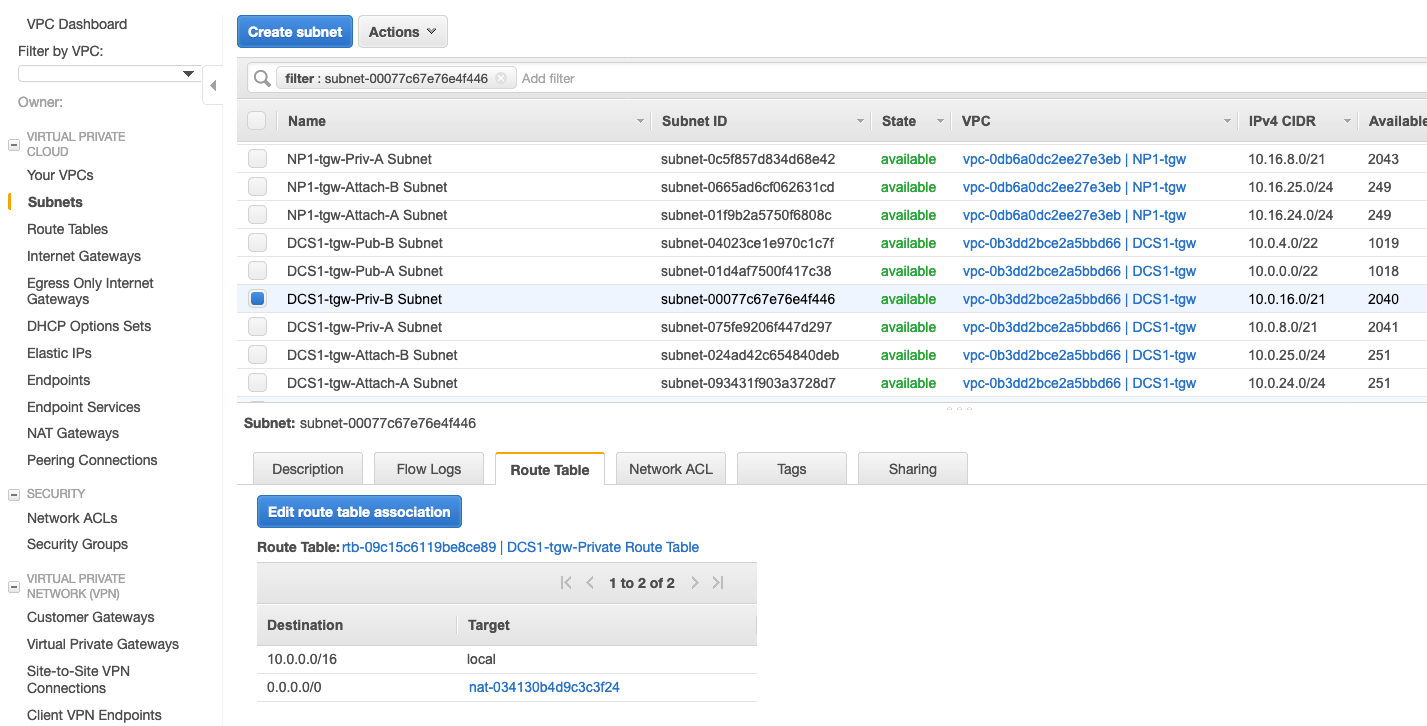 VPC Dashboard
Filter by VPC:
Owner:
VIRTUAL PRIVATE
CLOUD
Your VPCs
Subnets
Route Tables
Internet Gateways
Egress Only Internet
Gateways
DHCP Options Sets
Elastic IPs
Endpoints
Endpoint Services
NAT Gateways
Peering Connections
SECURITY
Network ACLs
Security Groups
VIRTUAL PRIVATE
NETWORK (VPN)
Customer Gateways
Virtual Private Gateways
Site-to-Site VPN
Connections
Client VPN Endpoints
Create subnet Actions
filter : subnet-00077c67e76e4f446 Add filter
Name Subnet ID State VPC IPv4 CIDR Available
NP1-tgw-Priv-A Subnet subnet-0c5f857d834d68e42 available vpc-0db6a0dc2ee27e3eb | NP1-tgw 10.16.8.0/21 2043
NP1-tgw-Attach-B Subnet subnet-0665ad6cf062631cd available vpc-0db6a0dc2ee27e3eb | NP1-tgw 10.16.25.0/24 249
NP1-tgw-Attach-A Subnet subnet-01f9b2a5750f6808c available vpc-0db6a0dc2ee27e3eb | NP1-tgw 10.16.24.0/24 249
DCS1-tgw-Pub-B Subnet subnet-04023ce1e970c1c7f available vpc-0b3dd2bce2a5bbd66 | DCS1-tgw 10.0.4.0/22 1019
DCS1-tgw-Pub-A Subnet subnet-01d4af7500f417c38 available vpc-0b3dd2bce2a5bbd66 | DCS1-tgw 10.0.0.0/22 1018
DCS1-tgw-Priv-B Subnet subnet-00077c67e76e4f446 available vpc-0b3dd2bce2a5bbd66 | DCS1-tgw 10.0.16.0/21 2040
DCS1-tgw-Priv-A Subnet subnet-075fe9206f447d297 available vpc-0b3dd2bce2a5bbd66 | DCS1-tgw 10.0.8.0/21 2041
DCS1-tgw-Attach-B Subnet subnet-024ad42c654840deb available vpc-0b3dd2bce2a5bbd66 | DCS1-tgw 10.0.25.0/24 251
DCS1-tgw-Attach-A Subnet subnet-093431f903a3728d7 available vpc-0b3dd2bce2a5bbd66 | DCS1-tgw 10.0.24.0/24 251
Subnet: subnet-00077c67e76e4f446
Description Flow Logs Route Table Network ACL Tags Sharing
Edit route table association
Route Table: rtb-09c15c6119be8ce89 | DCS1-tgw-Private Route Table
1 to 2 of 2
Destination Target
10.0.0.0/16 local
0.0.0.0/0 nat-034130b4d9c3c3f24